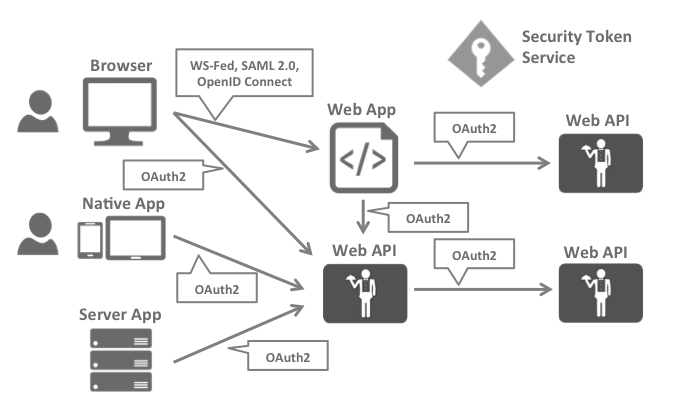 Security Token
Service
Browser
WS-Fed, SAML 2.0,
OpenID Connect
Web App
OAuth2
Web API
OAuth2
Native App
OAuth2
Web API
OAuth2
Web API
OAuth2
Server App
OAuth2